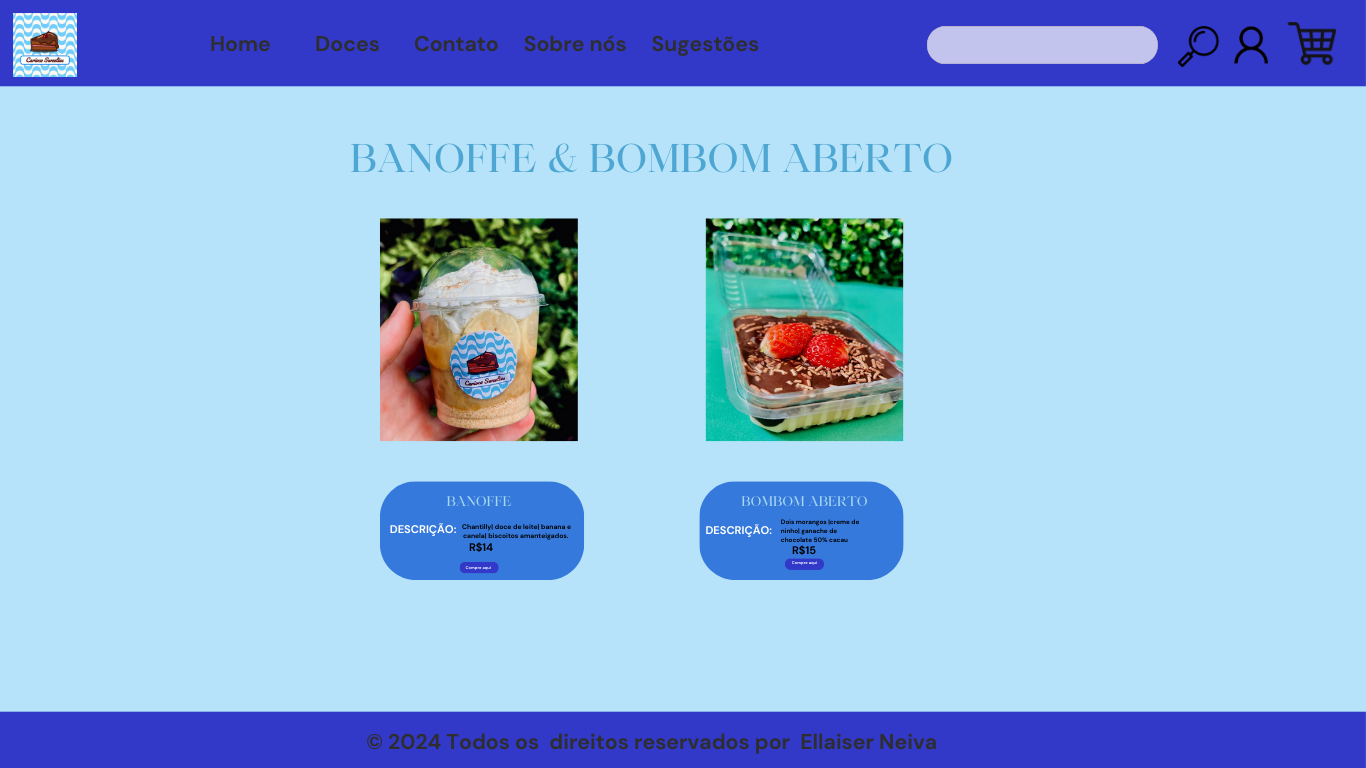 Carioca Sweeties
Home Doces Contato Sobre nós Sugestões
BANOFFE & BOMBOM ABERTO
Carioca Sweeties
BANOFFE
DESCRIÇÃO: Chantilly| doce de leite| banana e
canela| biscoitos amanteigados.
R$14
Compre aqui
BOMBOM ABERTO
DESCRIÇÃO: Dois morangos |creme de
ninho| ganache de
chocolate 50% cacau
R$15
Compre aqui
© 2024 Todos os direitos reservados por Ellaiser Neiva